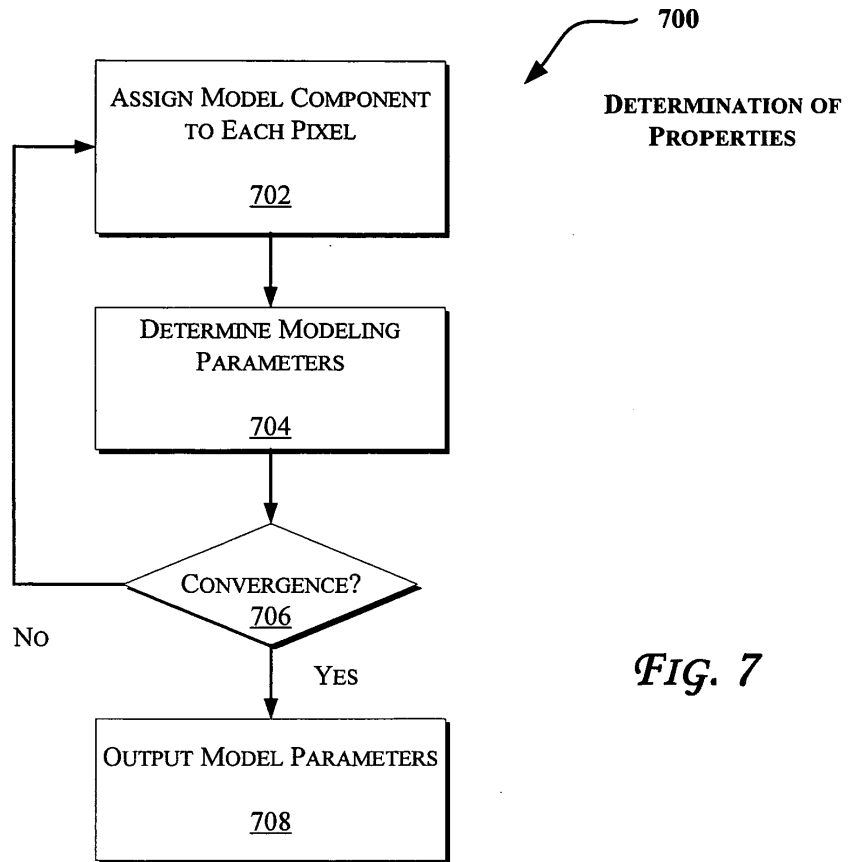 700
DETERMINATION OF
PROPERTIES
ASSIGN MODEL COMPONENT
TO EACH PIXEL
702
DETERMINE MODELING
PARAMETERS
704
CONVERGENCE?
706
NO
YES
OUTPUT MODEL PARAMETERS
708
FIG. 7